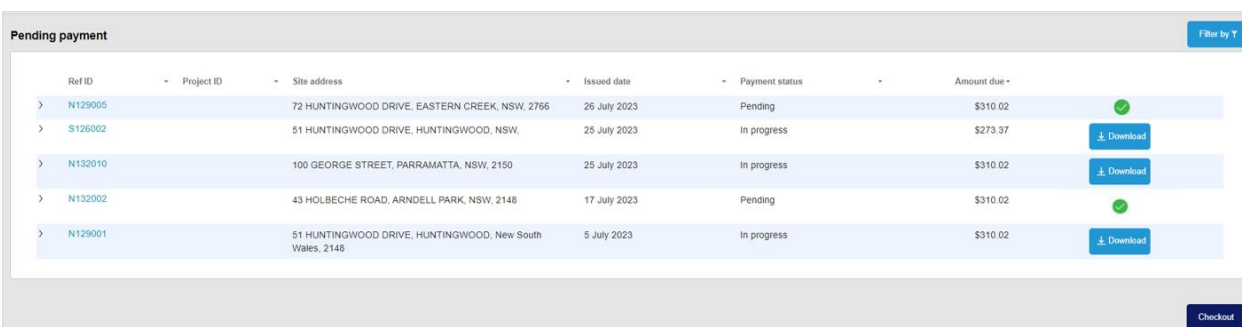 Pending payment
Filter by
Ref ID Project ID Site address Issued date Payment status Amount due
N129005 72 HUNTINGWOOD DRIVE, EASTERN CREEK, NSW, 2766 26 July 2023 Pending $310.02
S126002 51 HUNTINGWOOD DRIVE, HUNTINGWOOD, NSW, 25 July 2023 In progress $273.37 Download
N132010 100 GEORGE STREET, PARRAMATTA, NSW, 2150 25 July 2023 In progress $310.02 Download
N132002 43 HOLBECHE ROAD, ARNDELL PARK, NSW, 2148 17 July 2023 Pending $310.02
N129001 51 HUNTINGWOOD DRIVE, HUNTINGWOOD, New South 5 July 2023 In progress $310.02 Download
Wales, 2148
Checkout